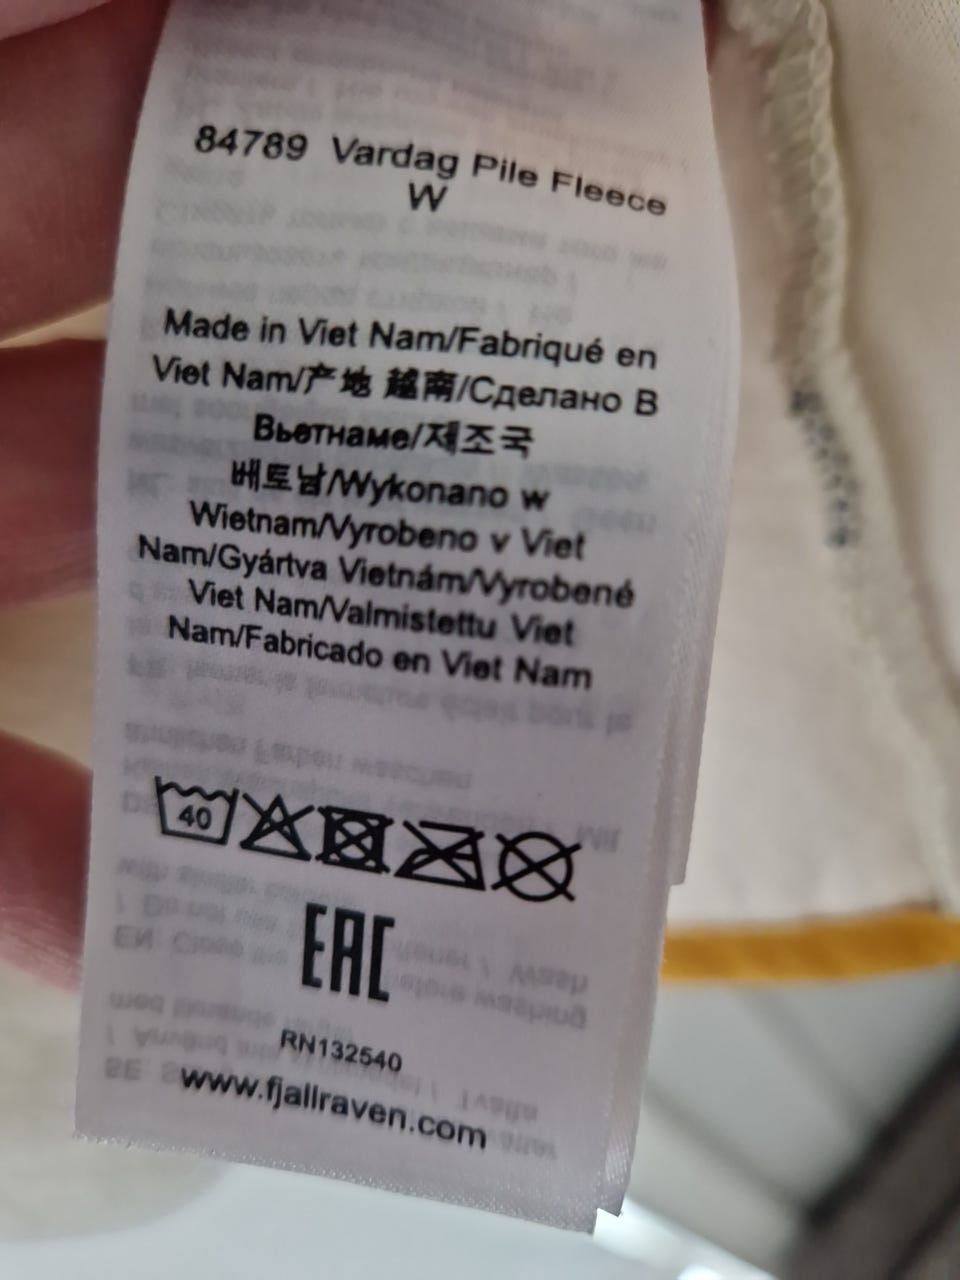 84789 Vardag Pile Fleece
W
Made in Viet Nam/Fabriqué en
Viet Nam/产地 越南/Сделано В
Вьетнаме/제조국
베트남/Wykonano w
Wietnam/Vyrobeno v Viet
Nam/Gyártva Vietnám/Vyrobené
Viet Nam/Valmistettu Viet
Nam/Fabricado en Viet Nam
40
EAC
RN132540
www.fjallraven.com